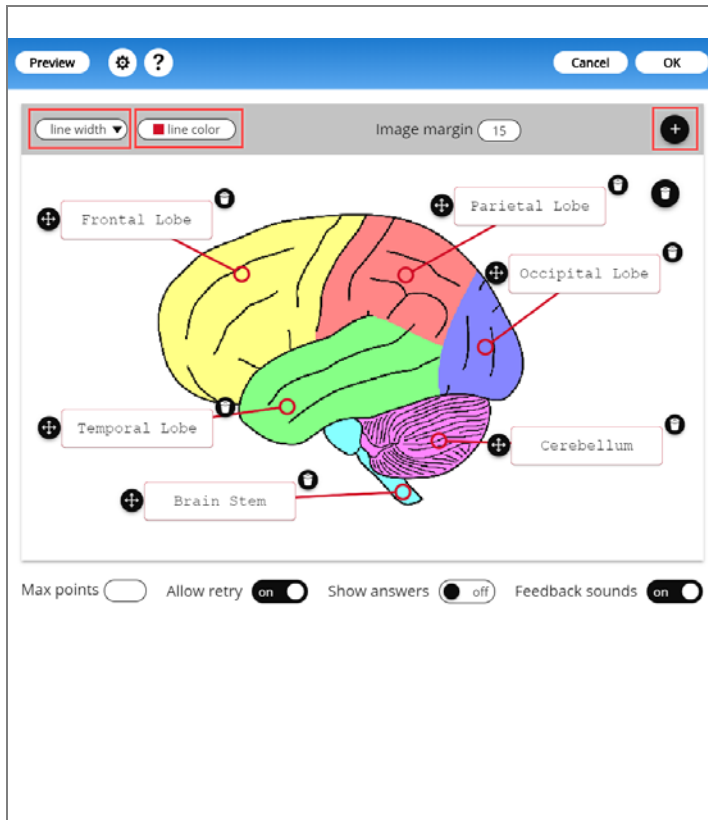 Preview ? Cancel OK
line width line color Image margin 15 +
Frontal Lobe
Parietal Lobe
Occipital Lobe
Temporal Lobe
Cerebellum
Brain Stem
Max points Allow retry on Show answers off Feedback sounds on